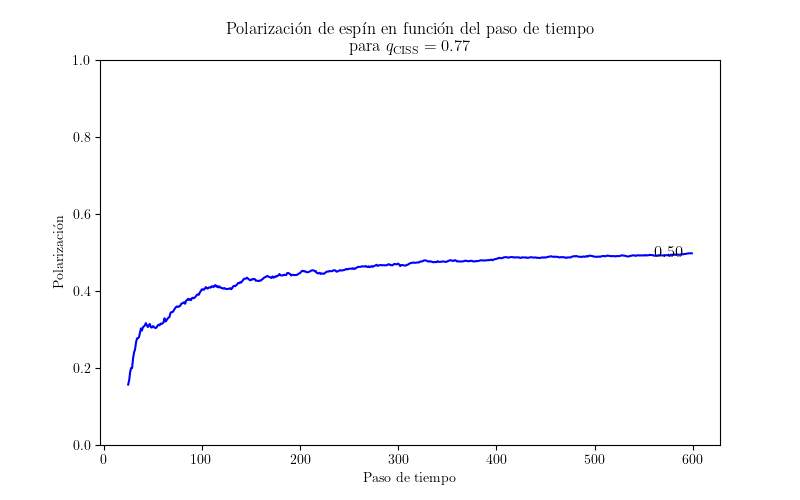 Polarización de espín en función del paso de tiempo
para qCISS = 0.77
1.0
0.8
0.6
0.4
0.2
0.0
Polarización
0.50
0 100 200 300 400 500 600
Paso de tiempo